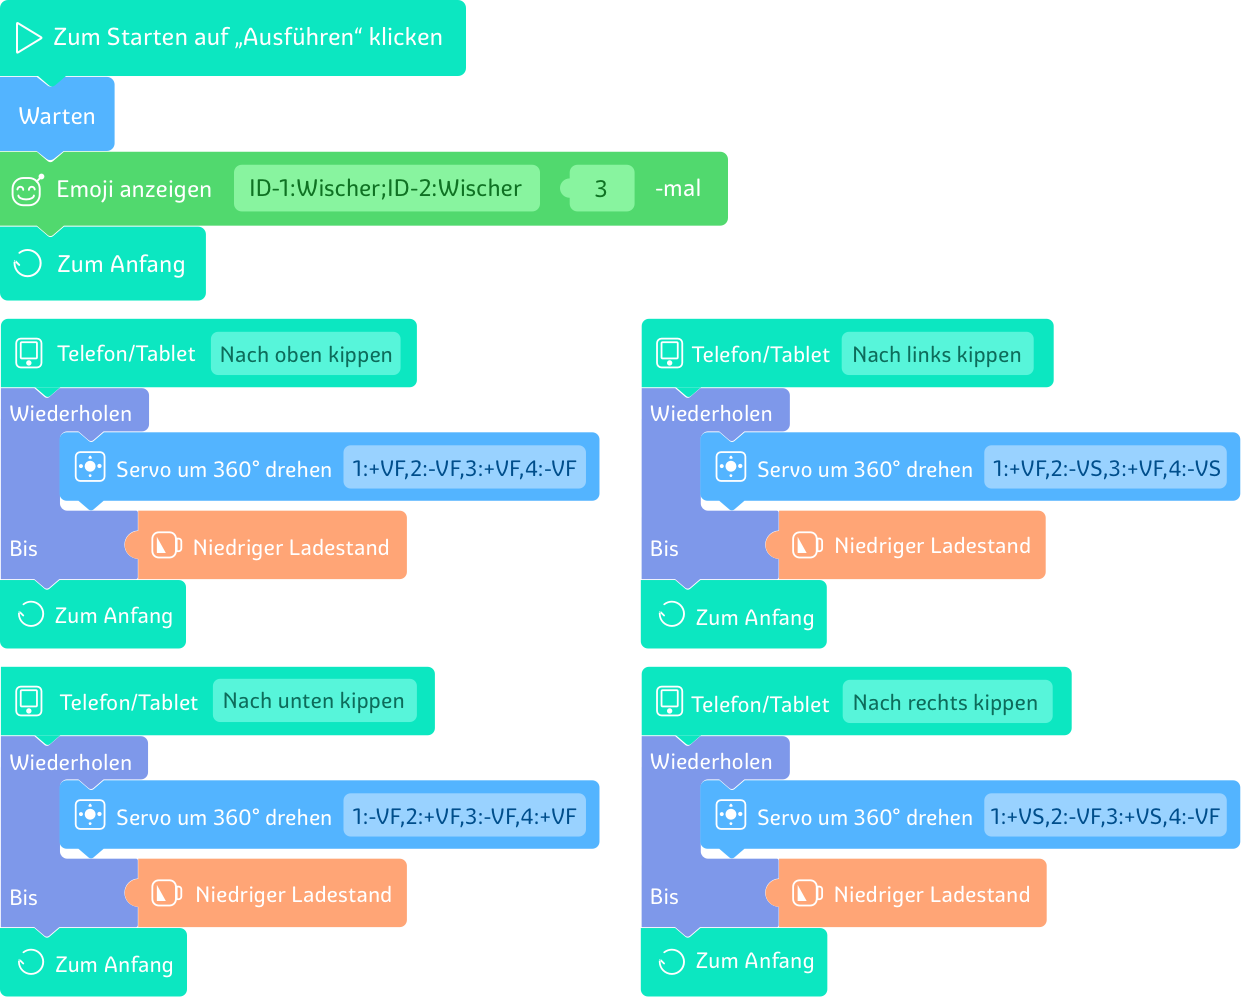 Zum Starten auf „Ausführen“ klicken
Warten
Emoji anzeigen ID-1:Wischer;ID-2:Wischer 3 -mal
Zum Anfang
Telefon/Tablet Nach oben kippen
Wiederholen
Servo um 360° drehen 1:+VF,2:-VF,3:+VF,4:-VF
Bis Niedriger Ladestand
Zum Anfang
Telefon/Tablet Nach links kippen
Wiederholen
Servo um 360° drehen 1:+VF,2:-VS,3:+VF,4:-VS
Bis Niedriger Ladestand
Zum Anfang
Telefon/Tablet Nach unten kippen
Wiederholen
Servo um 360° drehen 1:-VF,2:+VF,3:-VF,4:+VF
Bis Niedriger Ladestand
Zum Anfang
Telefon/Tablet Nach rechts kippen
Wiederholen
Servo um 360° drehen 1:+VS,2:-VF,3:+VS,4:-VF
Bis Niedriger Ladestand
Zum Anfang